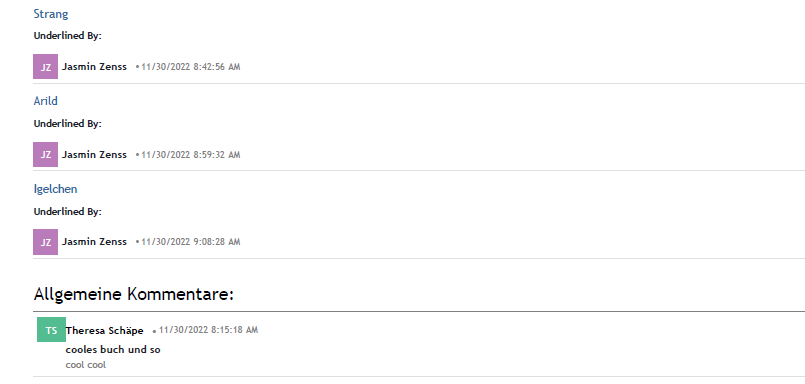 Strang
Underlined By:
JZ Jasmin Zenss • 11/30/2022 8:42:56 AM
Arild
Underlined By:
JZ Jasmin Zenss • 11/30/2022 8:59:32 AM
Igelchen
Underlined By:
JZ Jasmin Zenss • 11/30/2022 9:08:28 AM
Allgemeine Kommentare:
TS Theresa Schäpe • 11/30/2022 8:15:18 AM
cooles buch und so
cool cool